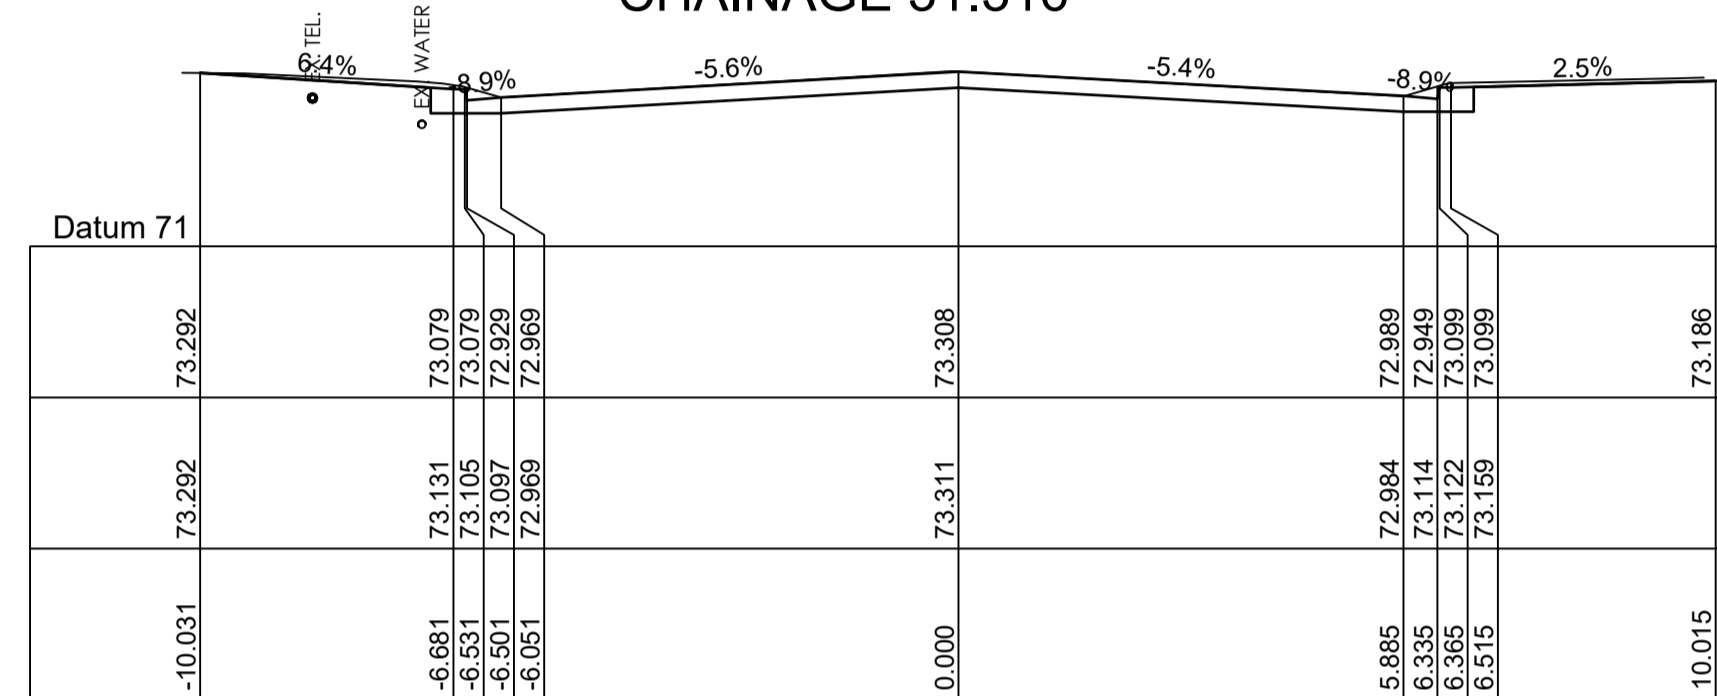 EX. TEL.
EX. WATER
6.4%
-8.9%
-5.6%
-5.4%
-8.9%
2.5%
Datum 71
73.292 73.079 73.079 72.929 72.969 73.308 72.989 72.949 73.099 73.099 73.186
73.292 73.131 73.105 73.097 72.969 73.311 72.984 73.114 73.122 73.159
-10.031 -6.681 -6.531 -6.501 -6.051 0.000 5.885 6.335 6.365 6.515 10.015